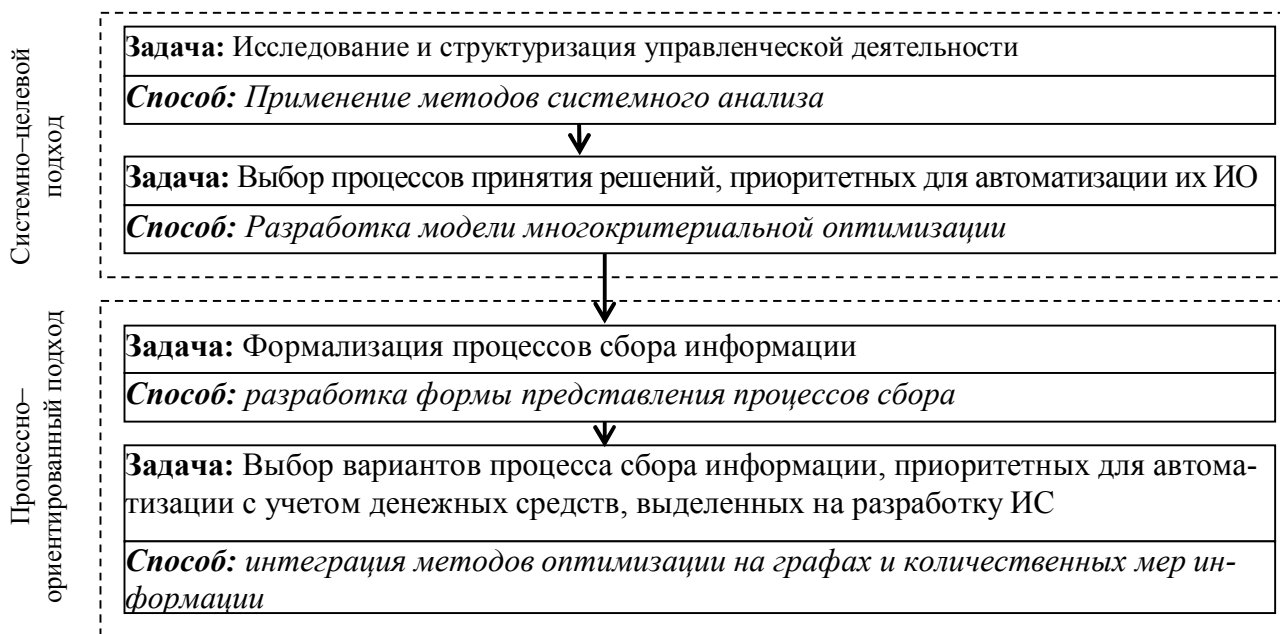 Системно–целевой
подход
Задача: Исследование и структуризация управленческой деятельности
Способ: Применение методов системного анализа
Задача: Выбор процессов принятия решений, приоритетных для автоматизации их ИО
Способ: Разработка модели многокритериальной оптимизации
Процессно–
ориентированный подход
Задача: Формализация процессов сбора информации
Способ: разработка формы представления процессов сбора
Задача: Выбор вариантов процесса сбора информации, приоритетных для автома-
тизации с учетом денежных средств, выделенных на разработку ИС
Способ: интеграция методов оптимизации на графах и количественных мер ин-
формации